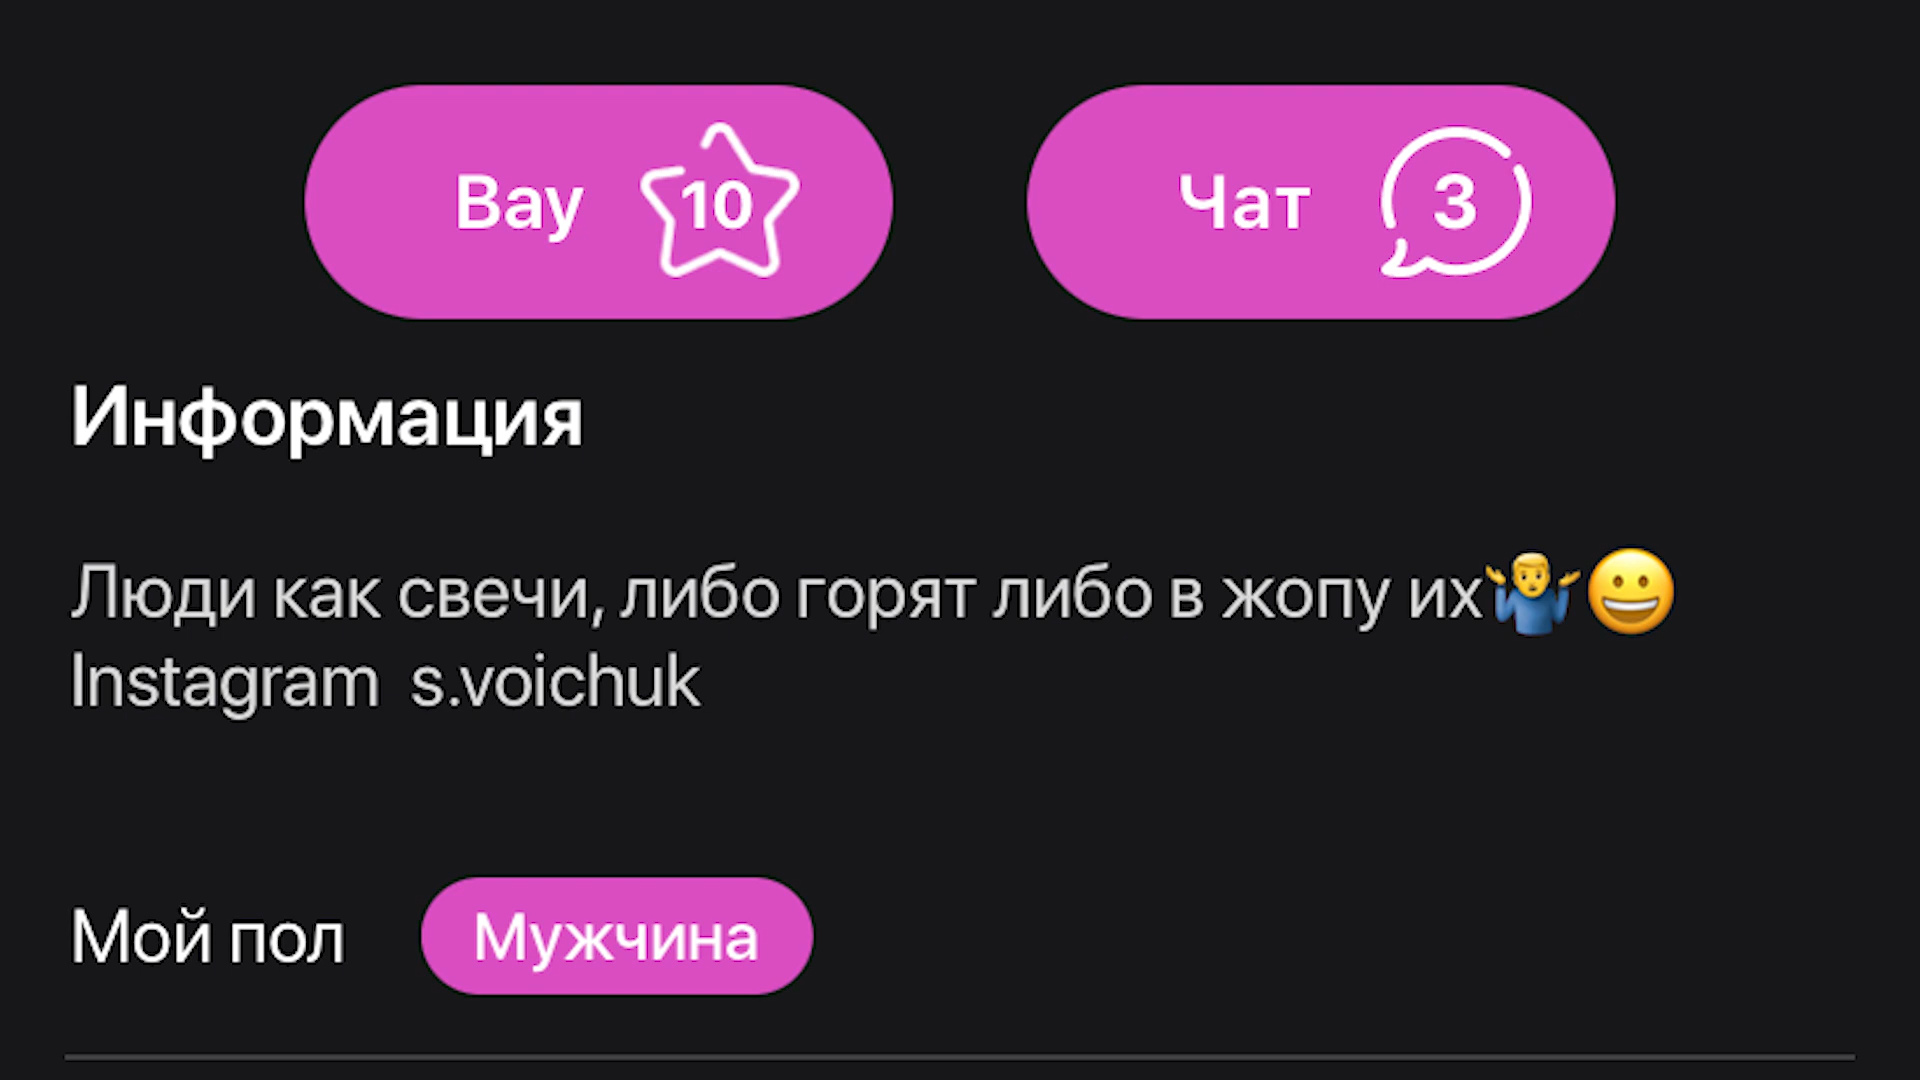 Вау 10 Чат 3
Информация
Люди как свечи, либо горят либо в жопу их🤷‍♂️😀
Instagram  s.voichuk
Мой пол Мужчина